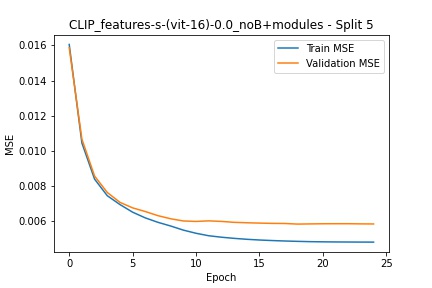 CLIP_features-s-(vit-16)-0.0_noB+modules - Split 5
Train MSE
Validation MSE
MSE
0.016
0.014
0.012
0.010
0.008
0.006
0 5 10 15 20 25
Epoch